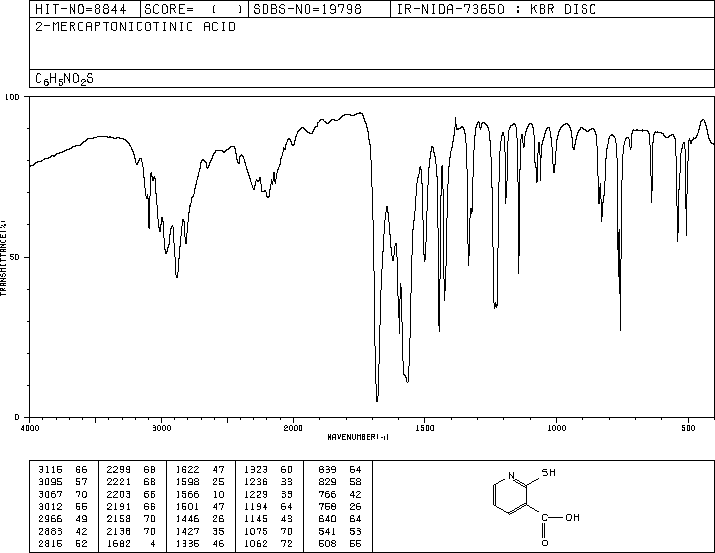 HIT-NO=8844 SCORE= ( ) SDBS-NO=19798 IR-NIDA-73650 : KBR DISC
2-MERCAPTONICOTINIC ACID
C6H5NO2S
100
50
0
TRANSMITTANCE(%)
4000 3000 2000 1500 1000 500
WAVENUMBER(-1)
3115 66 2299 68 1622 47 1323 60 839 64
3095 57 2221 68 1598 25 1236 33 829 58
3067 70 2203 66 1566 10 1229 33 766 42
3012 55 2191 66 1501 47 1194 64 758 26
2966 49 2158 70 1446 26 1145 43 640 64
2883 42 2138 70 1427 35 1075 70 541 53
2815 52 1682 4 1335 46 1062 72 508 55
N SH
C OH
O